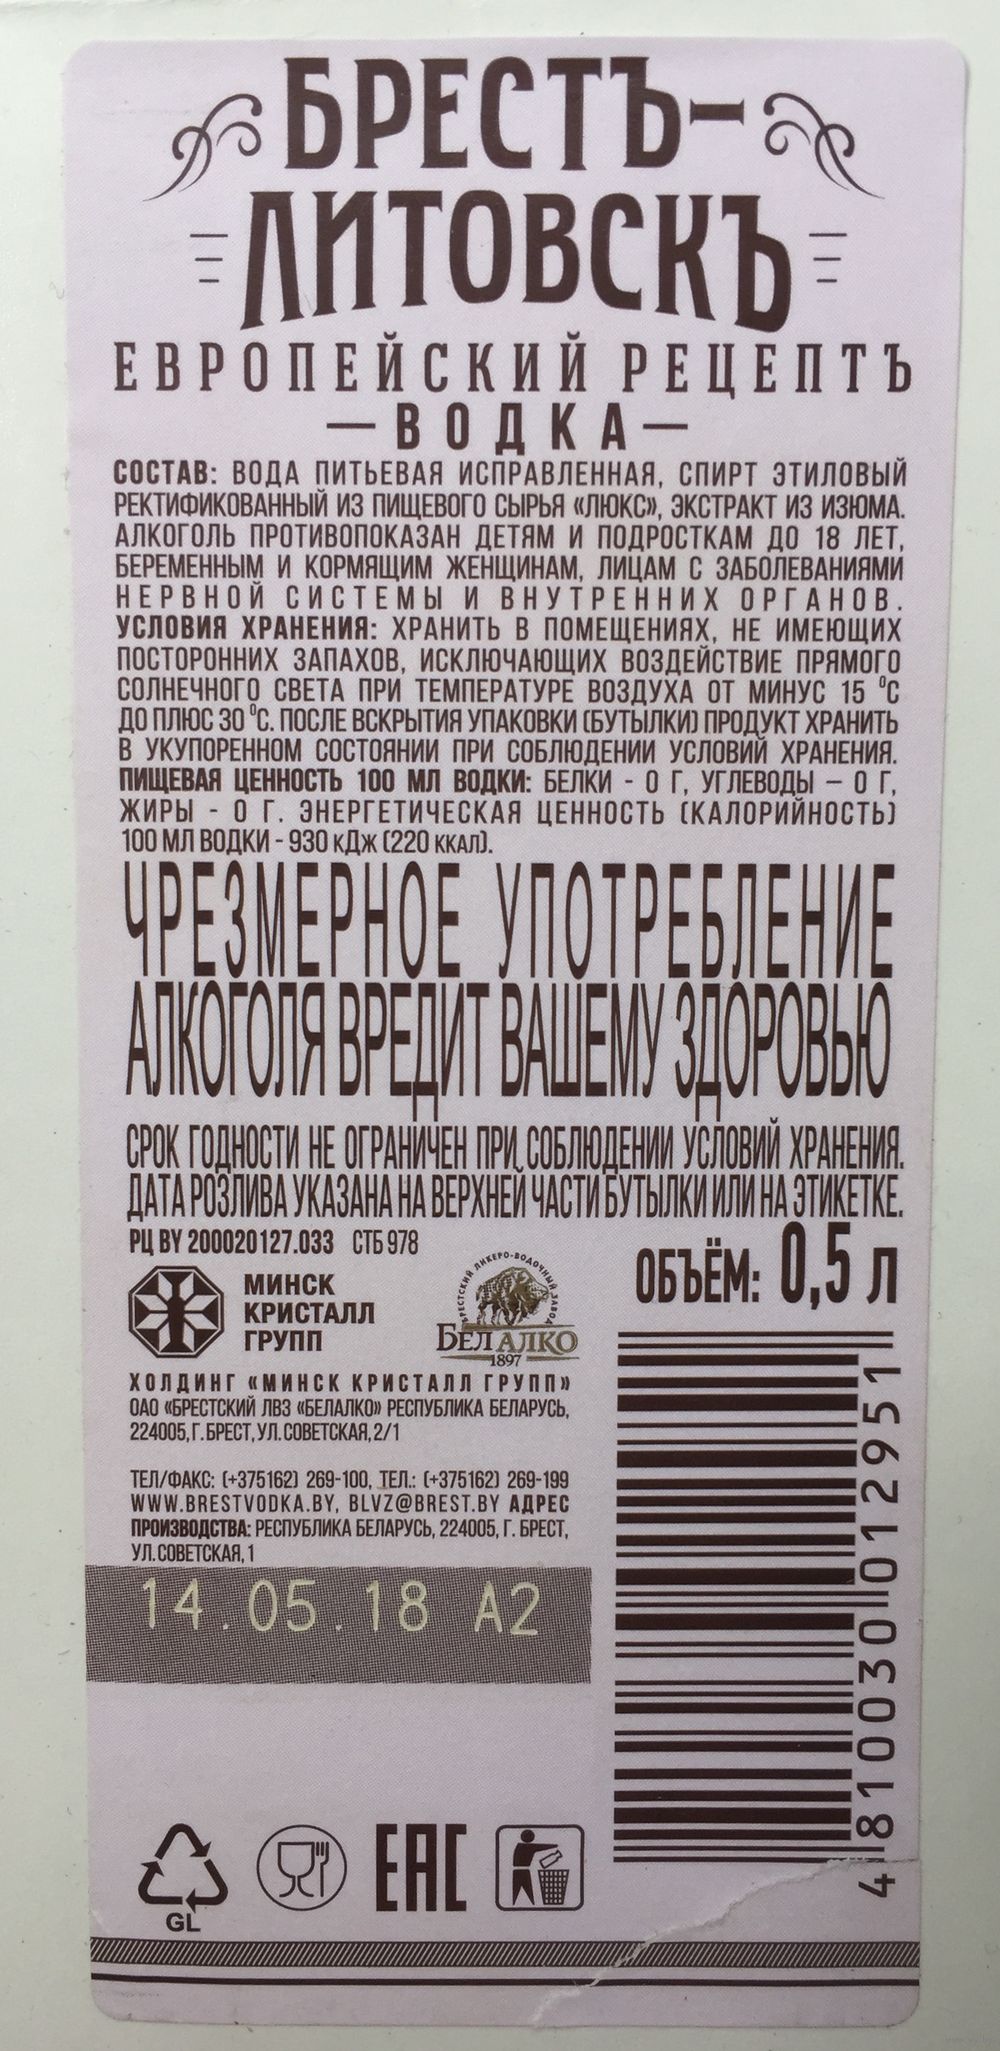 БРЕСТЪ-
ЛИТОВСКЪ
ЕВРОПЕЙСКИЙ РЕЦЕПТЪ
— ВОДКА —
СОСТАВ: ВОДА ПИТЬЕВАЯ ИСПРАВЛЕННАЯ, СПИРТ ЭТИЛОВЫЙ
РЕКТИФИКОВАННЫЙ ИЗ ПИЩЕВОГО СЫРЬЯ «ЛЮКС», ЭКСТРАКТ ИЗ ИЗЮМА.
АЛКОГОЛЬ ПРОТИВОПОКАЗАН ДЕТЯМ И ПОДРОСТКАМ ДО 18 ЛЕТ,
БЕРЕМЕННЫМ И КОРМЯЩИМ ЖЕНЩИНАМ, ЛИЦАМ С ЗАБОЛЕВАНИЯМИ
НЕРВНОЙ СИСТЕМЫ И ВНУТРЕННИХ ОРГАНОВ.
УСЛОВИЯ ХРАНЕНИЯ: ХРАНИТЬ В ПОМЕЩЕНИЯХ, НЕ ИМЕЮЩИХ
ПОСТОРОННИХ ЗАПАХОВ, ИСКЛЮЧАЮЩИХ ВОЗДЕЙСТВИЕ ПРЯМОГО
СОЛНЕЧНОГО СВЕТА ПРИ ТЕМПЕРАТУРЕ ВОЗДУХА ОТ МИНУС 15 ⁰С
ДО ПЛЮС 30 ⁰С. ПОСЛЕ ВСКРЫТИЯ УПАКОВКИ (БУТЫЛКИ) ПРОДУКТ ХРАНИТЬ
В УКУПОРЕННОМ СОСТОЯНИИ ПРИ СОБЛЮДЕНИИ УСЛОВИЙ ХРАНЕНИЯ.
ПИЩЕВАЯ ЦЕННОСТЬ 100 МЛ ВОДКИ: БЕЛКИ - 0 Г, УГЛЕВОДЫ – 0 Г,
ЖИРЫ - 0 Г. ЭНЕРГЕТИЧЕСКАЯ ЦЕННОСТЬ (КАЛОРИЙНОСТЬ)
100 МЛ ВОДКИ - 930 кДж (220 ккал).
ЧРЕЗМЕРНОЕ УПОТРЕБЛЕНИЕ
АЛКОГОЛЯ ВРЕДИТ ВАШЕМУ ЗДОРОВЬЮ
СРОК ГОДНОСТИ НЕ ОГРАНИЧЕН ПРИ СОБЛЮДЕНИИ УСЛОВИЙ ХРАНЕНИЯ.
ДАТА РОЗЛИВА УКАЗАНА НА ВЕРХНЕЙ ЧАСТИ БУТЫЛКИ ИЛИ НА ЭТИКЕТКЕ.
РЦ BY 200020127.033 СТБ 978
ОБЪЁМ: 0,5 л
МИНСК
КРИСТАЛЛ
ГРУПП
БРЕСТСКИЙ ЛИКЕРО-ВОДОЧНЫЙ ЗАВОД
БЕЛАЛКО
1897
ХОЛДИНГ «МИНСК КРИСТАЛЛ ГРУПП»
ОАО «БРЕСТСКИЙ ЛВЗ «БЕЛАЛКО» РЕСПУБЛИКА БЕЛАРУСЬ,
224005, Г. БРЕСТ, УЛ. СОВЕТСКАЯ, 2/1
ТЕЛ/ФАКС: (+375162) 269-100, ТЕЛ.: (+375162) 269-199
WWW.BRESTVODKA.BY, BLVZ@BREST.BY АДРЕС
ПРОИЗВОДСТВА: РЕСПУБЛИКА БЕЛАРУСЬ, 224005, Г. БРЕСТ,
УЛ. СОВЕТСКАЯ, 1
14.05.18 A2
4 810030 012951
GL
EAC